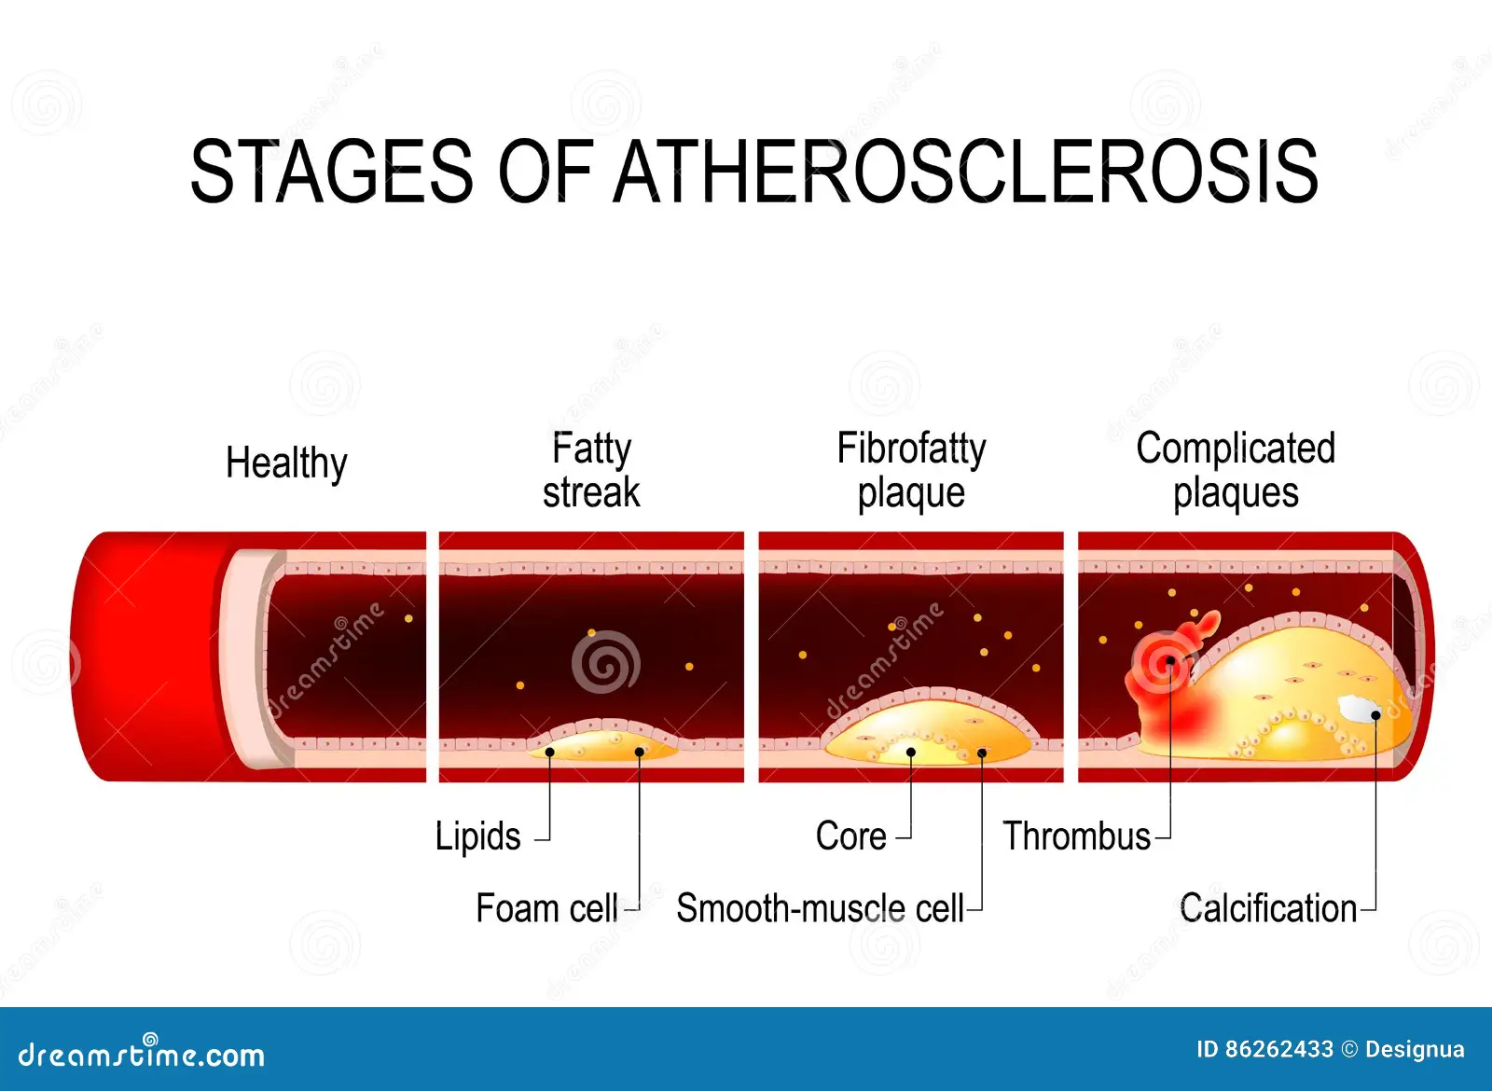 STAGES OF ATHEROSCLEROSIS
Healthy
Fatty
streak
Fibrofatty
plaque
Complicated
plaques
Lipids
Core
Thrombus
Foam cell
Smooth-muscle cell
Calcification
dreamstime.com
ID 86262433 © Designua